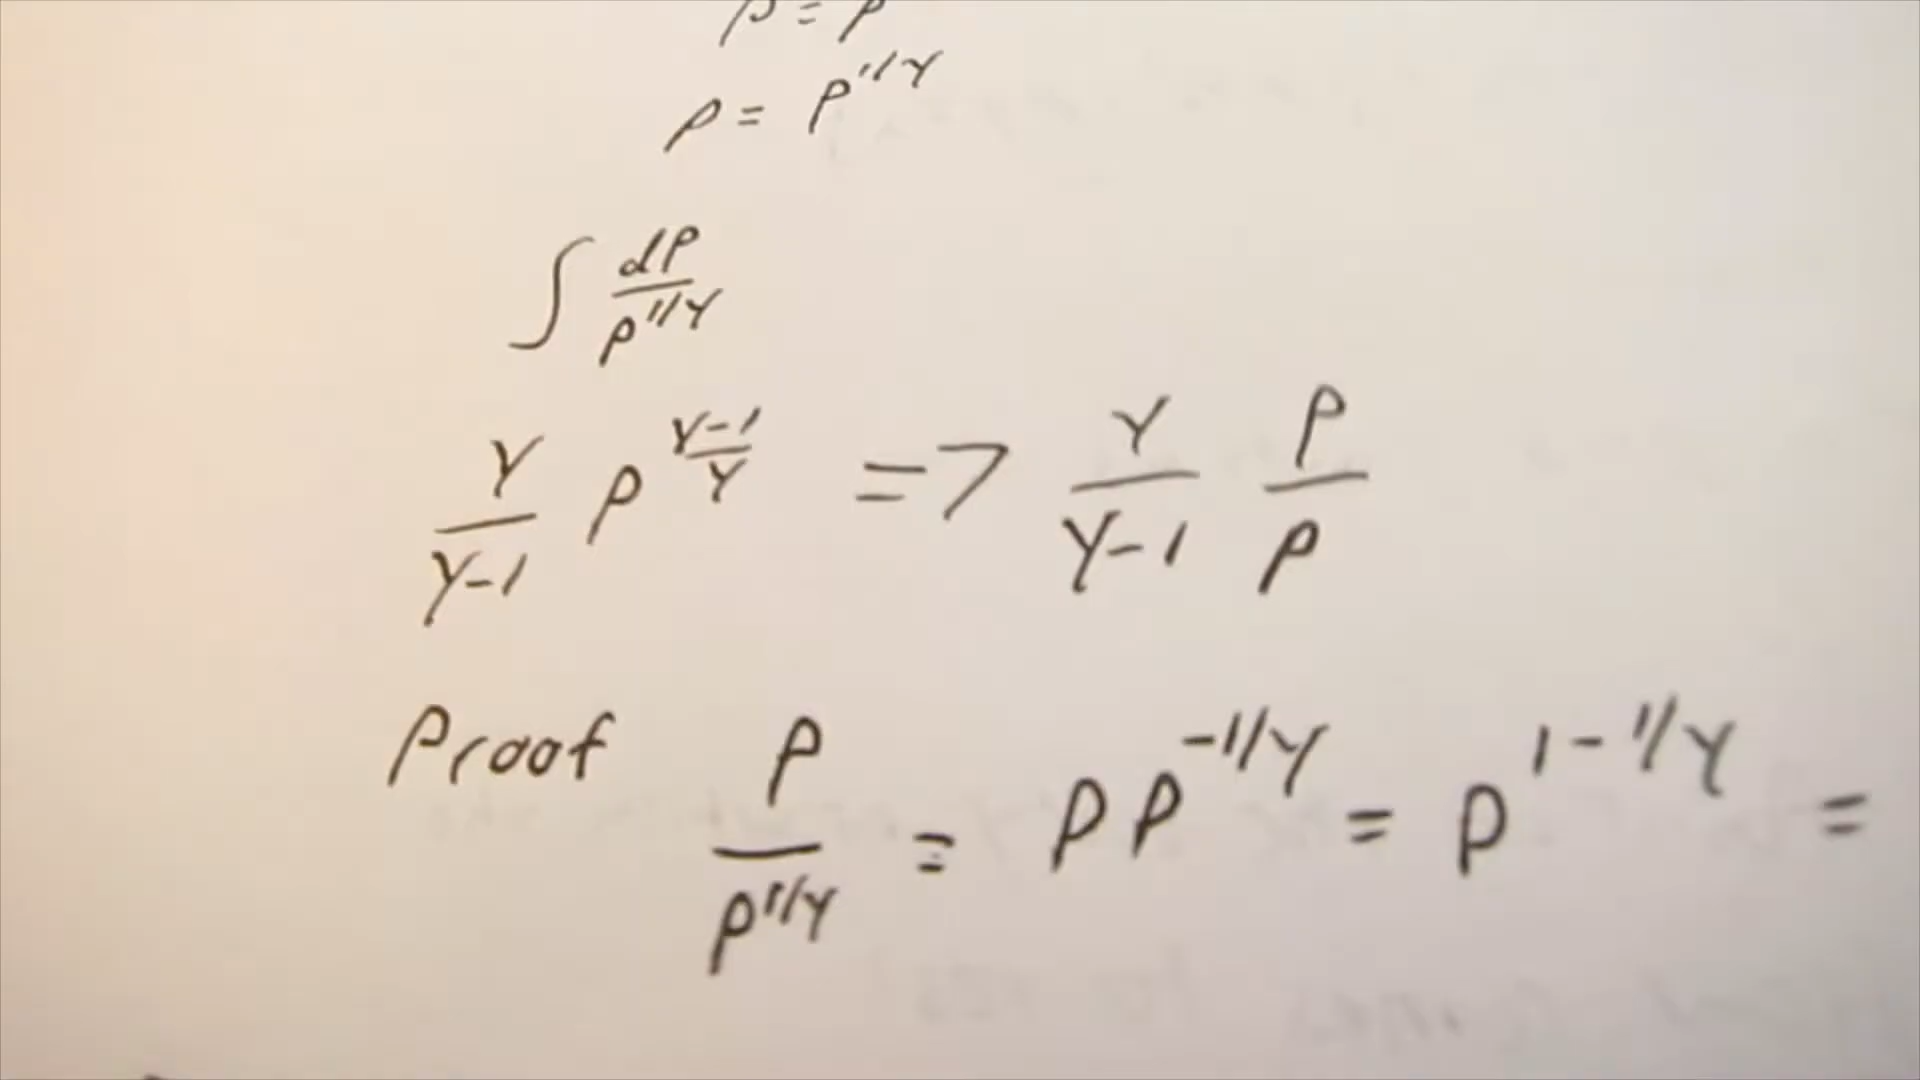 ρ = P
ρ = P^{1/γ}
∫ dP / P^{1/γ}
γ/(γ-1) P^{(γ-1)/γ} => γ/(γ-1) P/ρ
Proof P/P^{1/γ} = P P^{-1/γ} = P^{1-1/γ} =